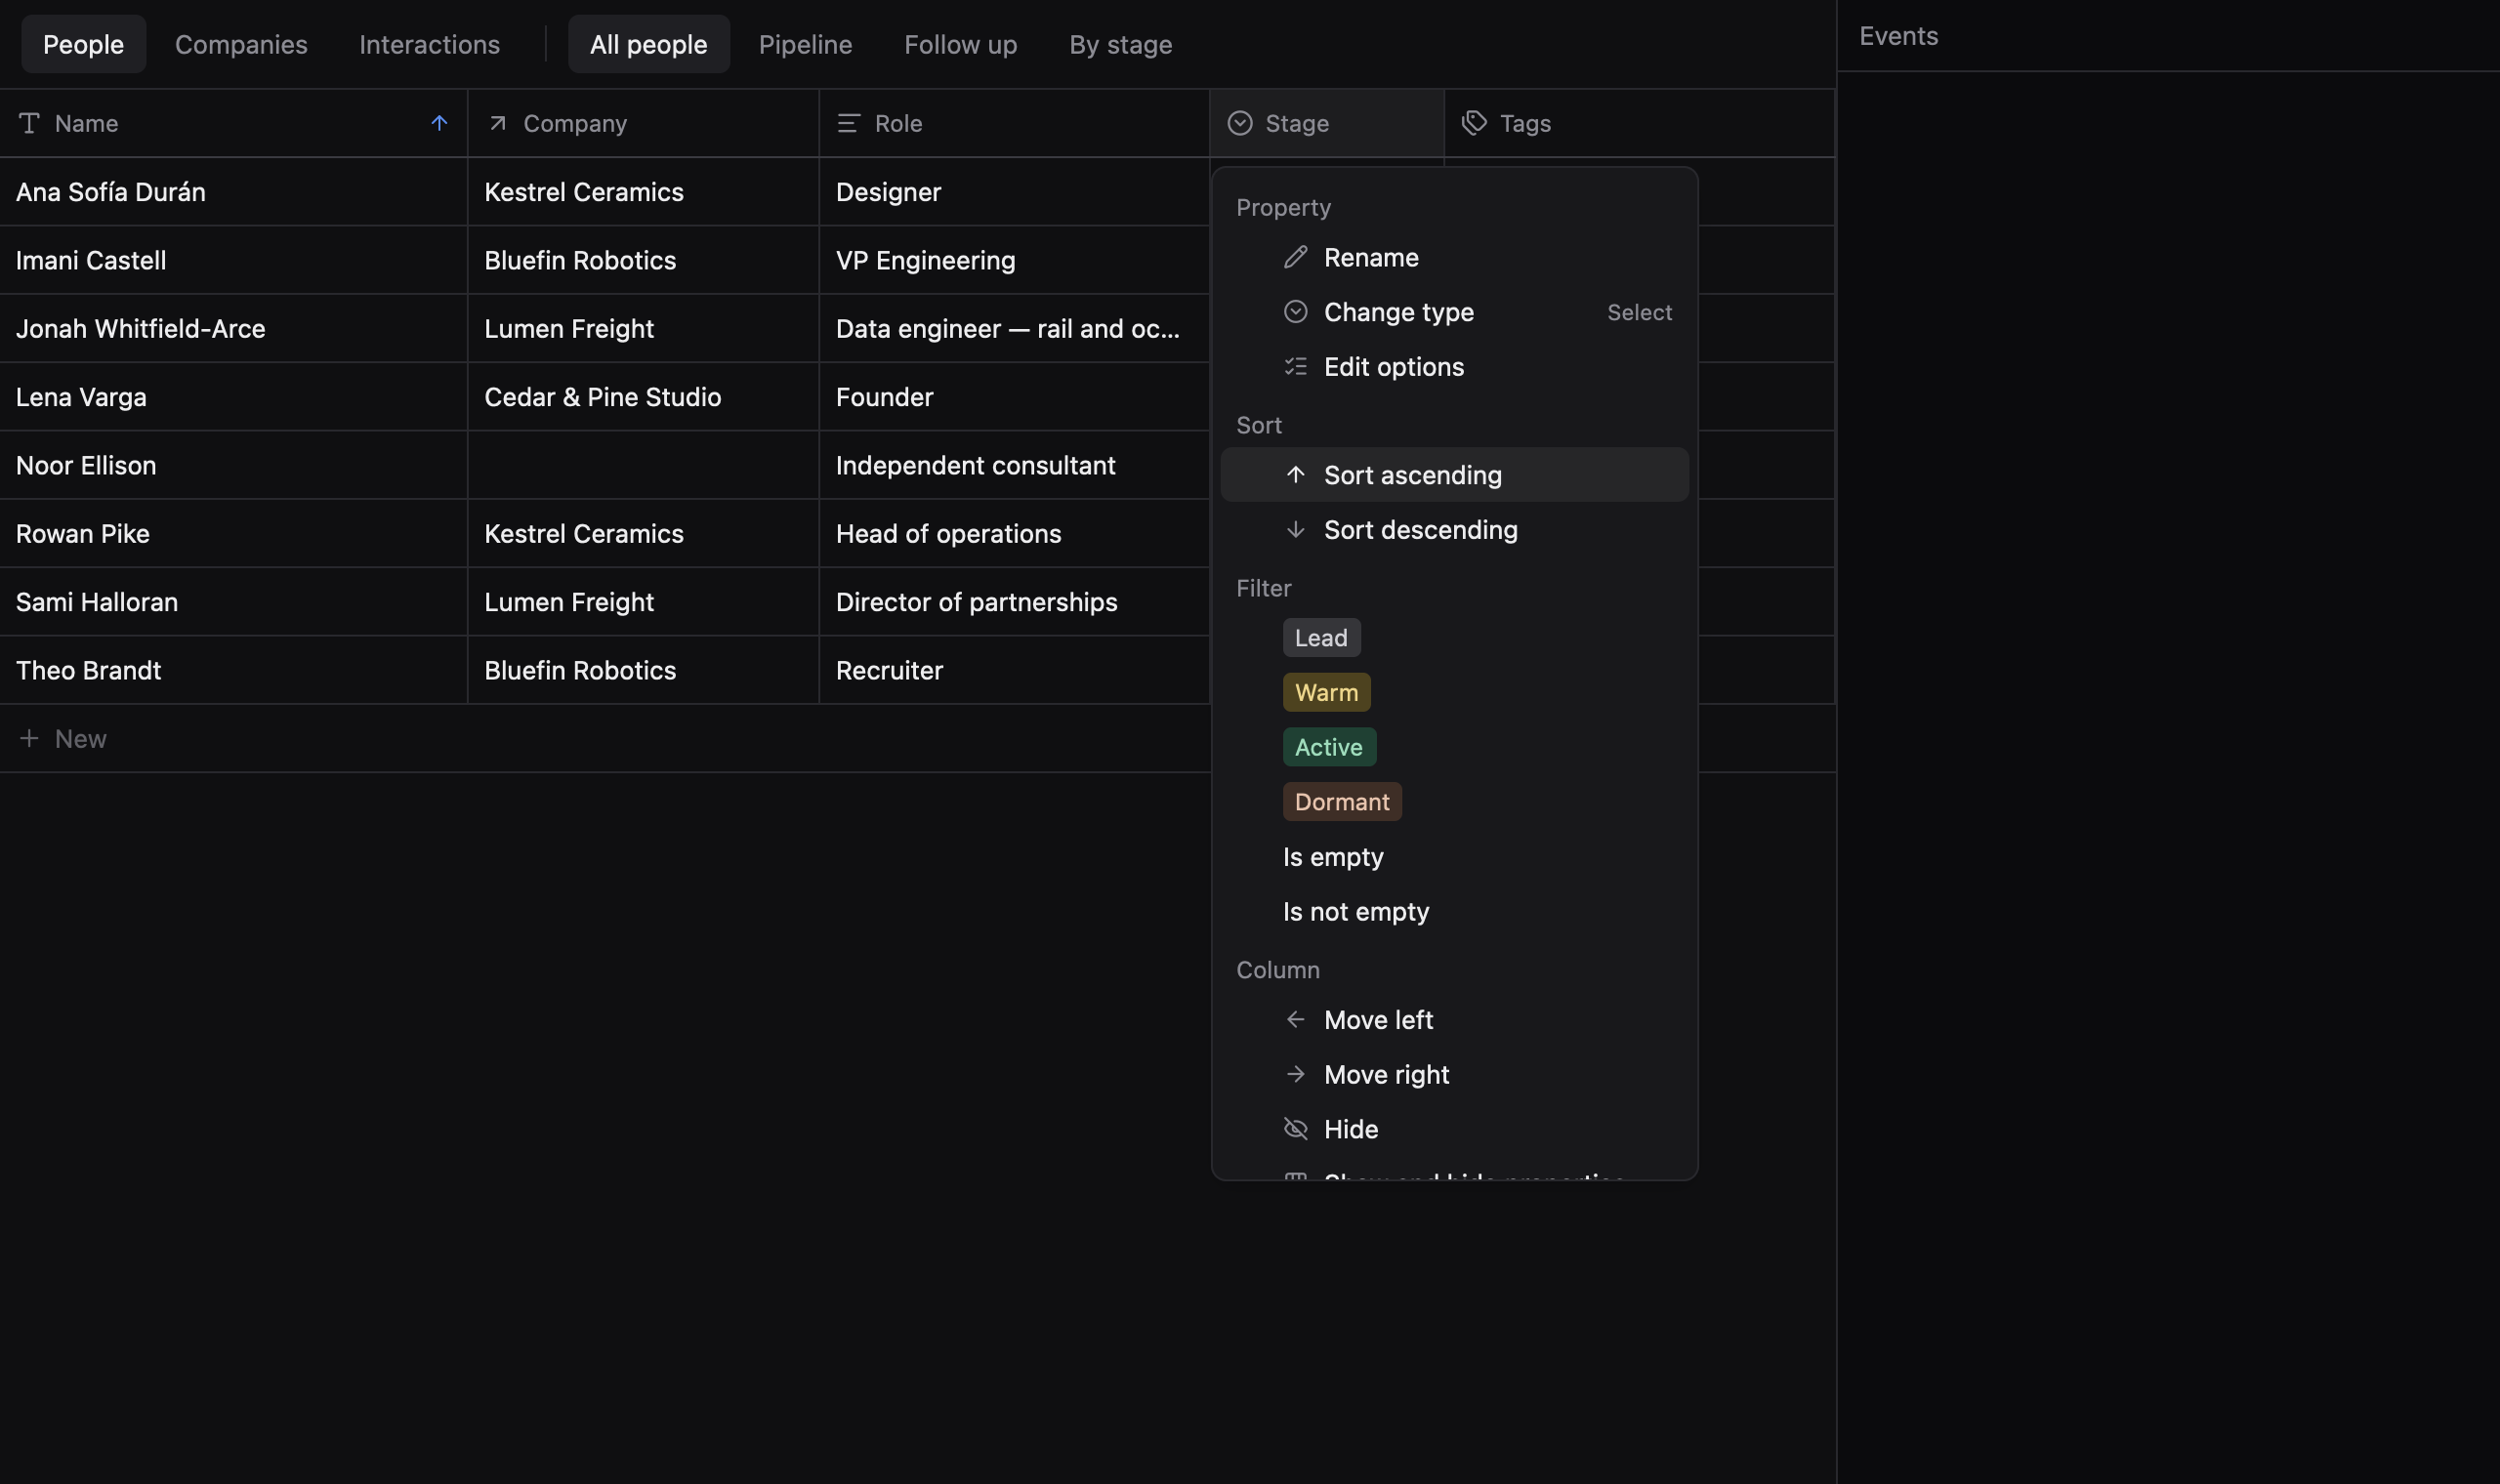 People Companies Interactions All people Pipeline Follow up By stage
Events
Name Company Role Stage Tags
Ana Sofía Durán Kestrel Ceramics Designer
Imani Castell Bluefin Robotics VP Engineering
Jonah Whitfield-Arce Lumen Freight Data engineer — rail and oc...
Lena Varga Cedar & Pine Studio Founder
Noor Ellison Independent consultant
Rowan Pike Kestrel Ceramics Head of operations
Sami Halloran Lumen Freight Director of partnerships
Theo Brandt Bluefin Robotics Recruiter
New
Property
Rename
Change type Select
Edit options
Sort
Sort ascending
Sort descending
Filter
Lead
Warm
Active
Dormant
Is empty
Is not empty
Column
Move left
Move right
Hide
Show and hide properties